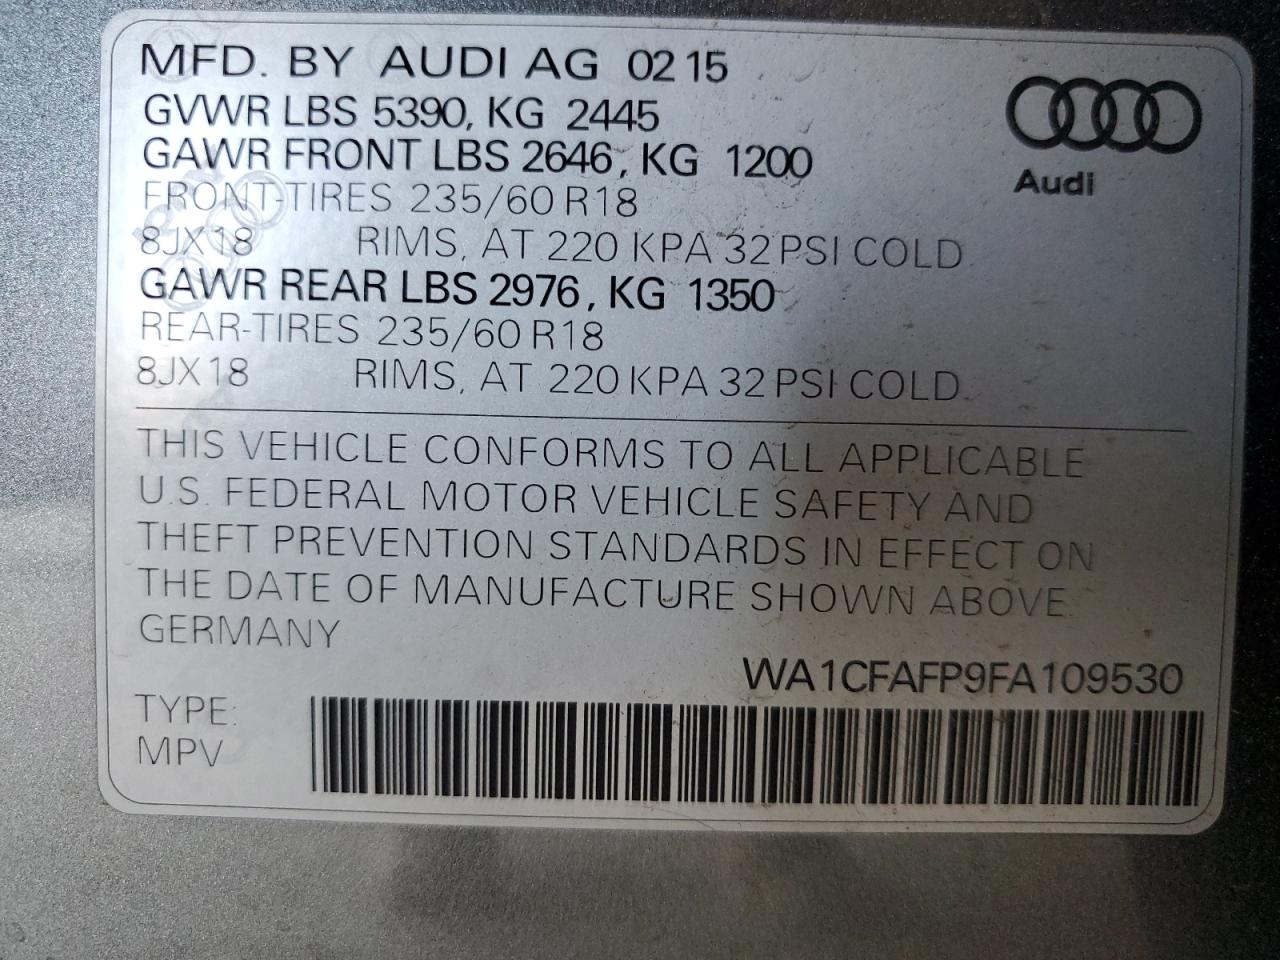 MFD. BY AUDI AG 02 15
GVWR LBS 5390, KG 2445
GAWR FRONT LBS 2646, KG 1200
FRONT-TIRES 235/60 R18
8JX18 RIMS, AT 220 KPA 32 PSI COLD
GAWR REAR LBS 2976, KG 1350
REAR-TIRES 235/60 R18
8JX18 RIMS, AT 220 KPA 32 PSI COLD
Audi
THIS VEHICLE CONFORMS TO ALL APPLICABLE
U.S. FEDERAL MOTOR VEHICLE SAFETY AND
THEFT PREVENTION STANDARDS IN EFFECT ON
THE DATE OF MANUFACTURE SHOWN ABOVE.
GERMANY
WA1CFAFP9FA109530
TYPE:
MPV